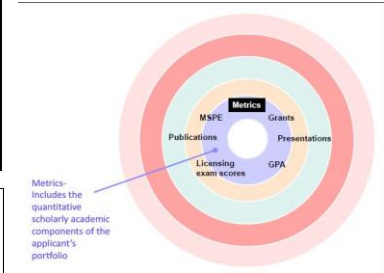 Metrics
MSPE Grants
Publications Presentations
Licensing GPA
exam scores
Metrics-
Includes the
quantitative
scholarly academic
components of the
applicant's
portfolio